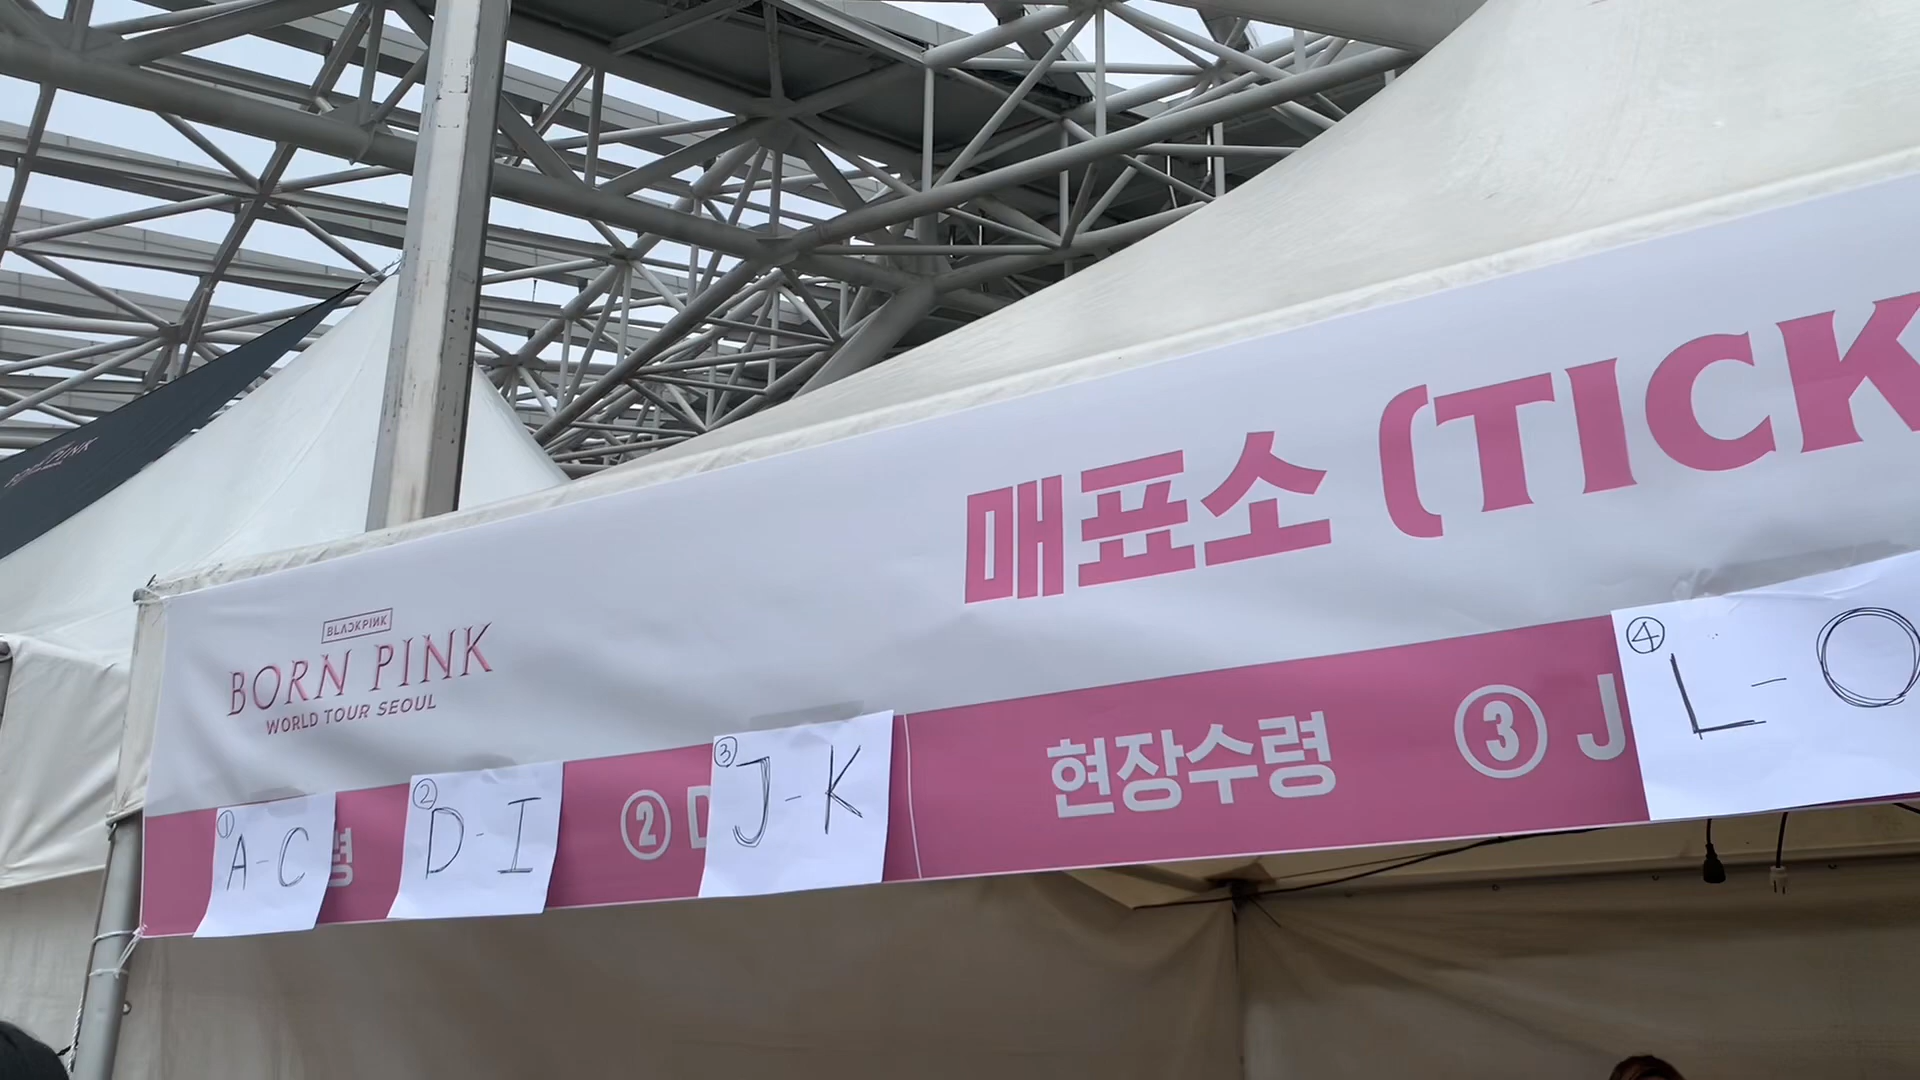 매표소 (TICK
BLACKPINK
BORN PINK
WORLD TOUR SEOUL
① A-C
령
② D-I
② D
③ J-K
현장수령
③ J
④ L-O